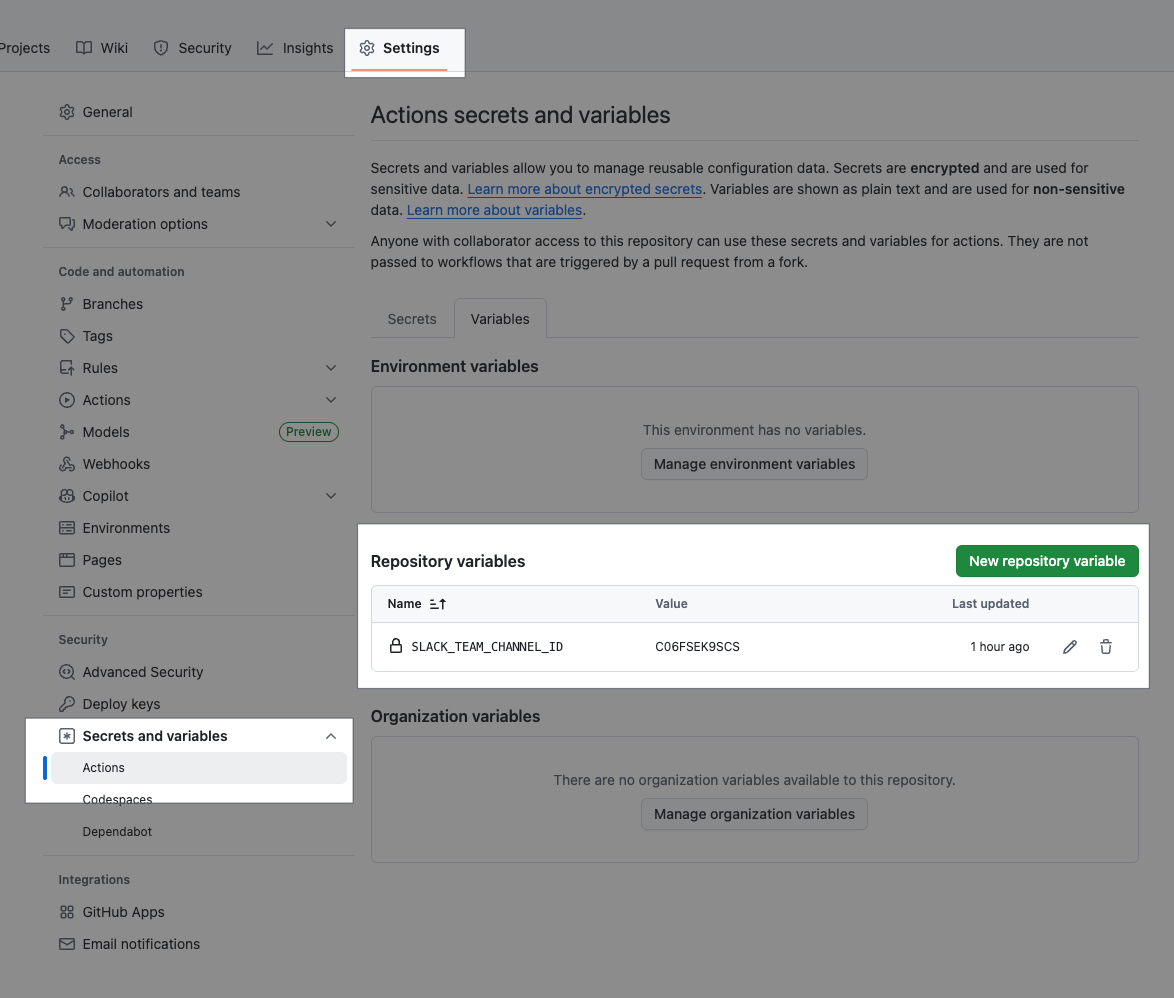 Projects Wiki Security Insights Settings
General
Access
Collaborators and teams
Moderation options
Code and automation
Branches
Tags
Rules
Actions
Models Preview
Webhooks
Copilot
Environments
Pages
Custom properties
Security
Advanced Security
Deploy keys
Secrets and variables
Actions
Codespaces
Dependabot
Integrations
GitHub Apps
Email notifications
Actions secrets and variables
Secrets and variables allow you to manage reusable configuration data. Secrets are encrypted and are used for
sensitive data. Learn more about encrypted secrets. Variables are shown as plain text and are used for non-sensitive
data. Learn more about variables.
Anyone with collaborator access to this repository can use these secrets and variables for actions. They are not
passed to workflows that are triggered by a pull request from a fork.
Secrets Variables
Environment variables
This environment has no variables.
Manage environment variables
Repository variables New repository variable
Name Value Last updated
SLACK_TEAM_CHANNEL_ID C06FSEK9SCS 1 hour ago
Organization variables
There are no organization variables available to this repository.
Manage organization variables